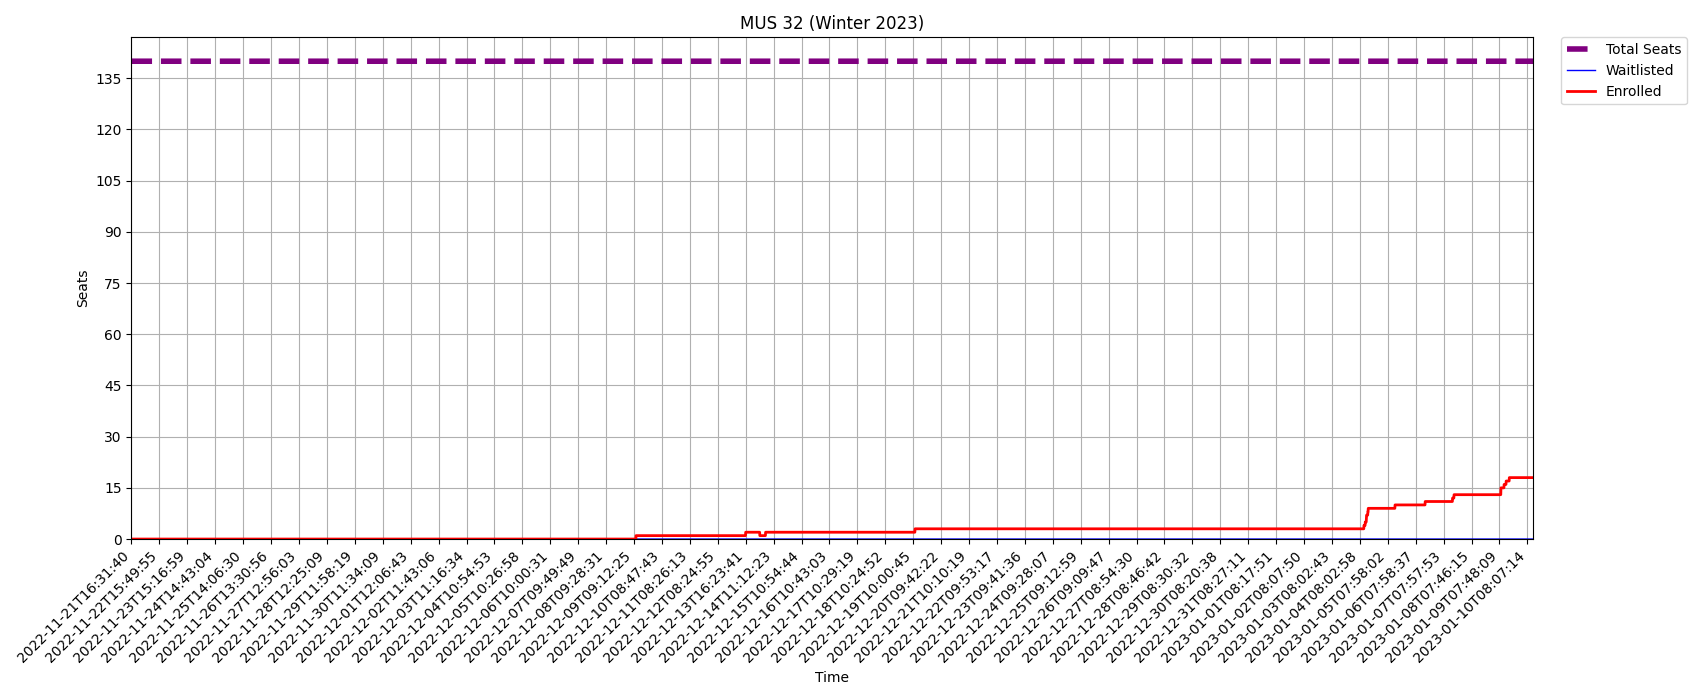 MUS 32 (Winter 2023)
Total Seats
Waitlisted
Enrolled
Seats
135
120
105
90
75
60
45
30
15
0
2022-11-21T16:31:40
2022-11-22T15:49:55
2022-11-23T15:16:59
2022-11-24T14:43:04
2022-11-25T14:06:30
2022-11-26T13:30:56
2022-11-27T12:56:03
2022-11-28T12:25:09
2022-11-29T11:58:19
2022-11-30T11:34:09
2022-12-01T12:06:43
2022-12-02T11:43:06
2022-12-03T11:16:34
2022-12-04T10:54:53
2022-12-05T10:26:58
2022-12-06T10:00:31
2022-12-07T09:49:49
2022-12-08T09:28:31
2022-12-09T09:12:25
2022-12-10T08:47:43
2022-12-11T08:26:13
2022-12-12T08:24:55
2022-12-13T16:23:41
2022-12-14T11:12:23
2022-12-15T10:54:44
2022-12-16T10:43:03
2022-12-17T10:29:19
2022-12-18T10:24:52
2022-12-19T10:00:45
2022-12-20T09:42:22
2022-12-21T10:10:19
2022-12-22T09:53:17
2022-12-23T09:41:36
2022-12-24T09:28:07
2022-12-25T09:12:59
2022-12-26T09:09:47
2022-12-27T08:54:30
2022-12-28T08:46:42
2022-12-29T08:30:32
2022-12-30T08:20:38
2022-12-31T08:27:11
2023-01-01T08:17:51
2023-01-02T08:07:50
2023-01-03T08:02:43
2023-01-04T08:02:58
2023-01-05T07:58:02
2023-01-06T07:58:37
2023-01-07T07:57:53
2023-01-08T07:46:15
2023-01-09T07:48:09
2023-01-10T08:07:14
Time